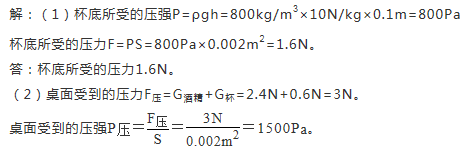 解：（1）杯底所受的压强P=ρgh=800kg/m³×10N/kg×0.1m=800Pa
杯底所受的压力F=PS=800Pa×0.002m²=1.6N。
答：杯底所受的压力1.6N。
（2）桌面受到的压力F压=G酒精+G杯=2.4N+0.6N=3N。
桌面受到的压强P压=F压/S=3N/0.002m²=1500Pa。